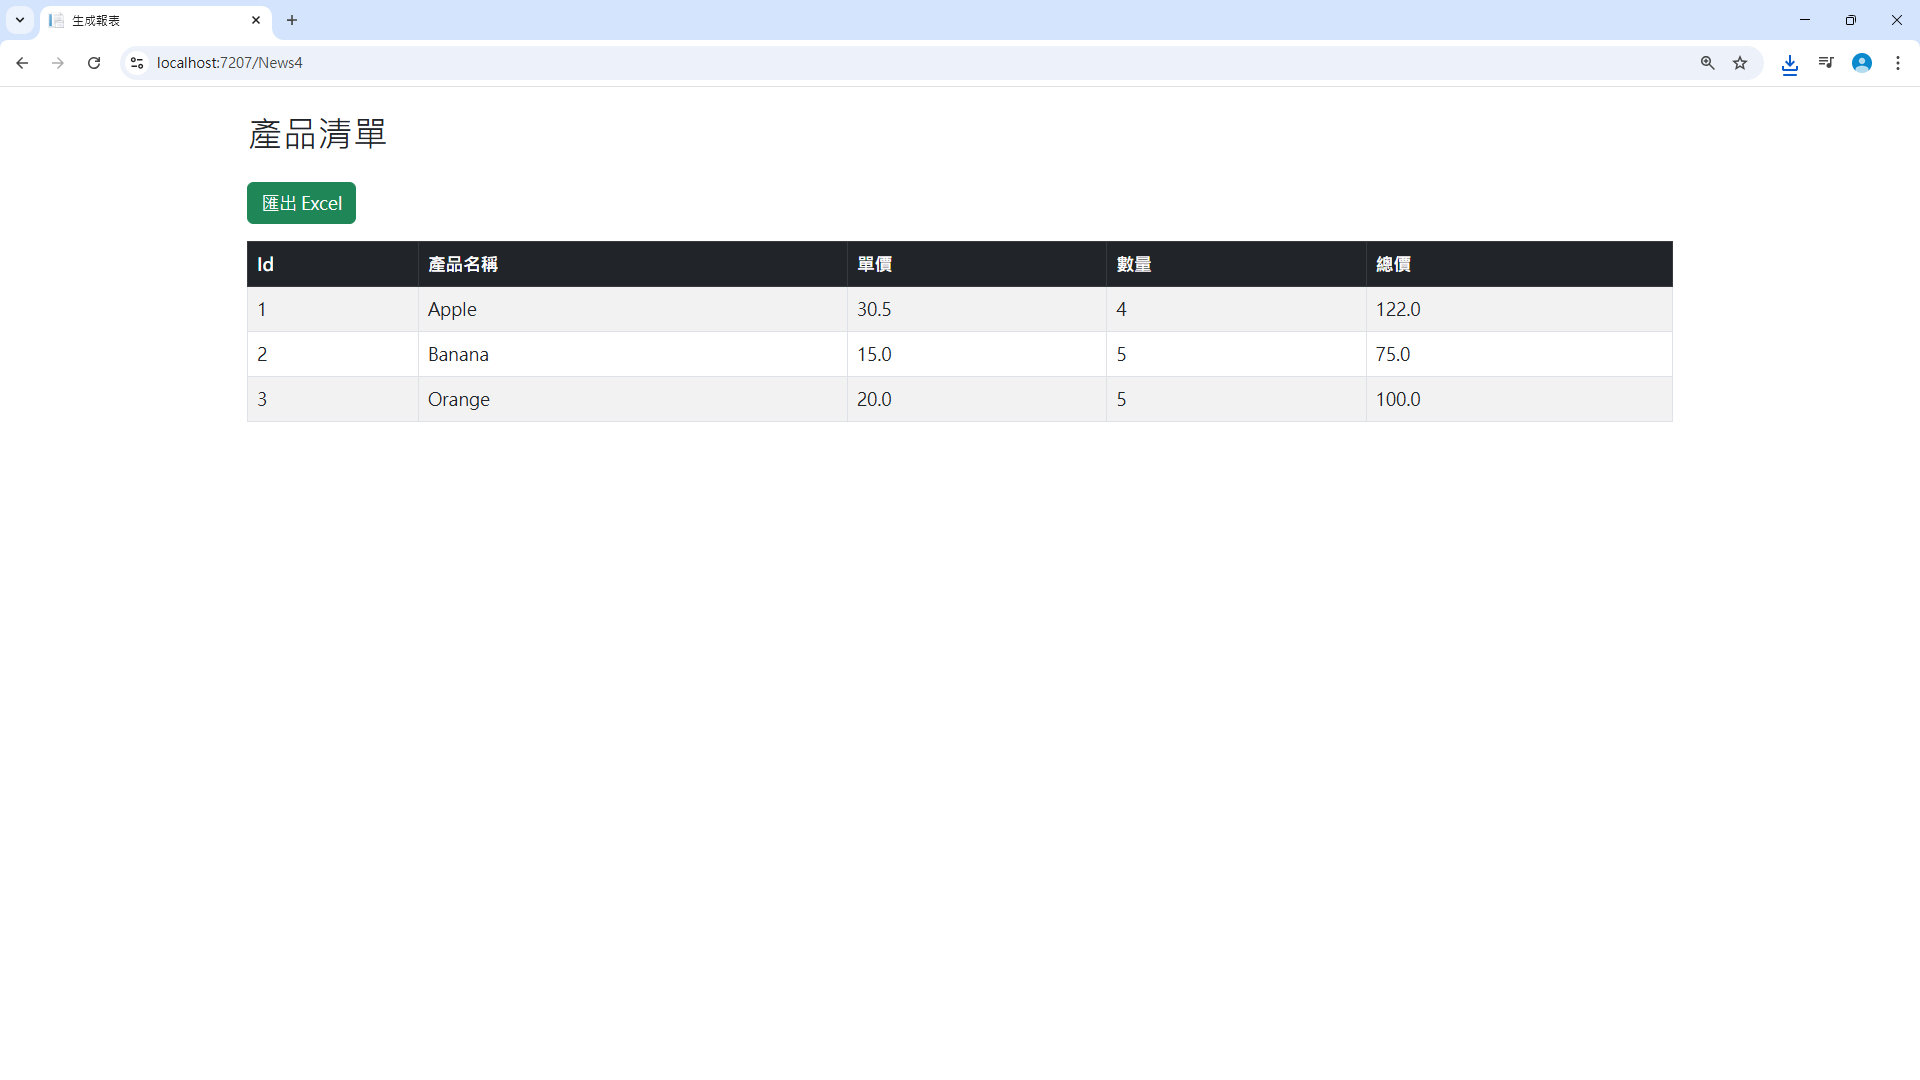 生成報表
localhost:7207/News4
產品清單
匯出 Excel
Id 產品名稱 單價 數量 總價
1 Apple 30.5 4 122.0
2 Banana 15.0 5 75.0
3 Orange 20.0 5 100.0